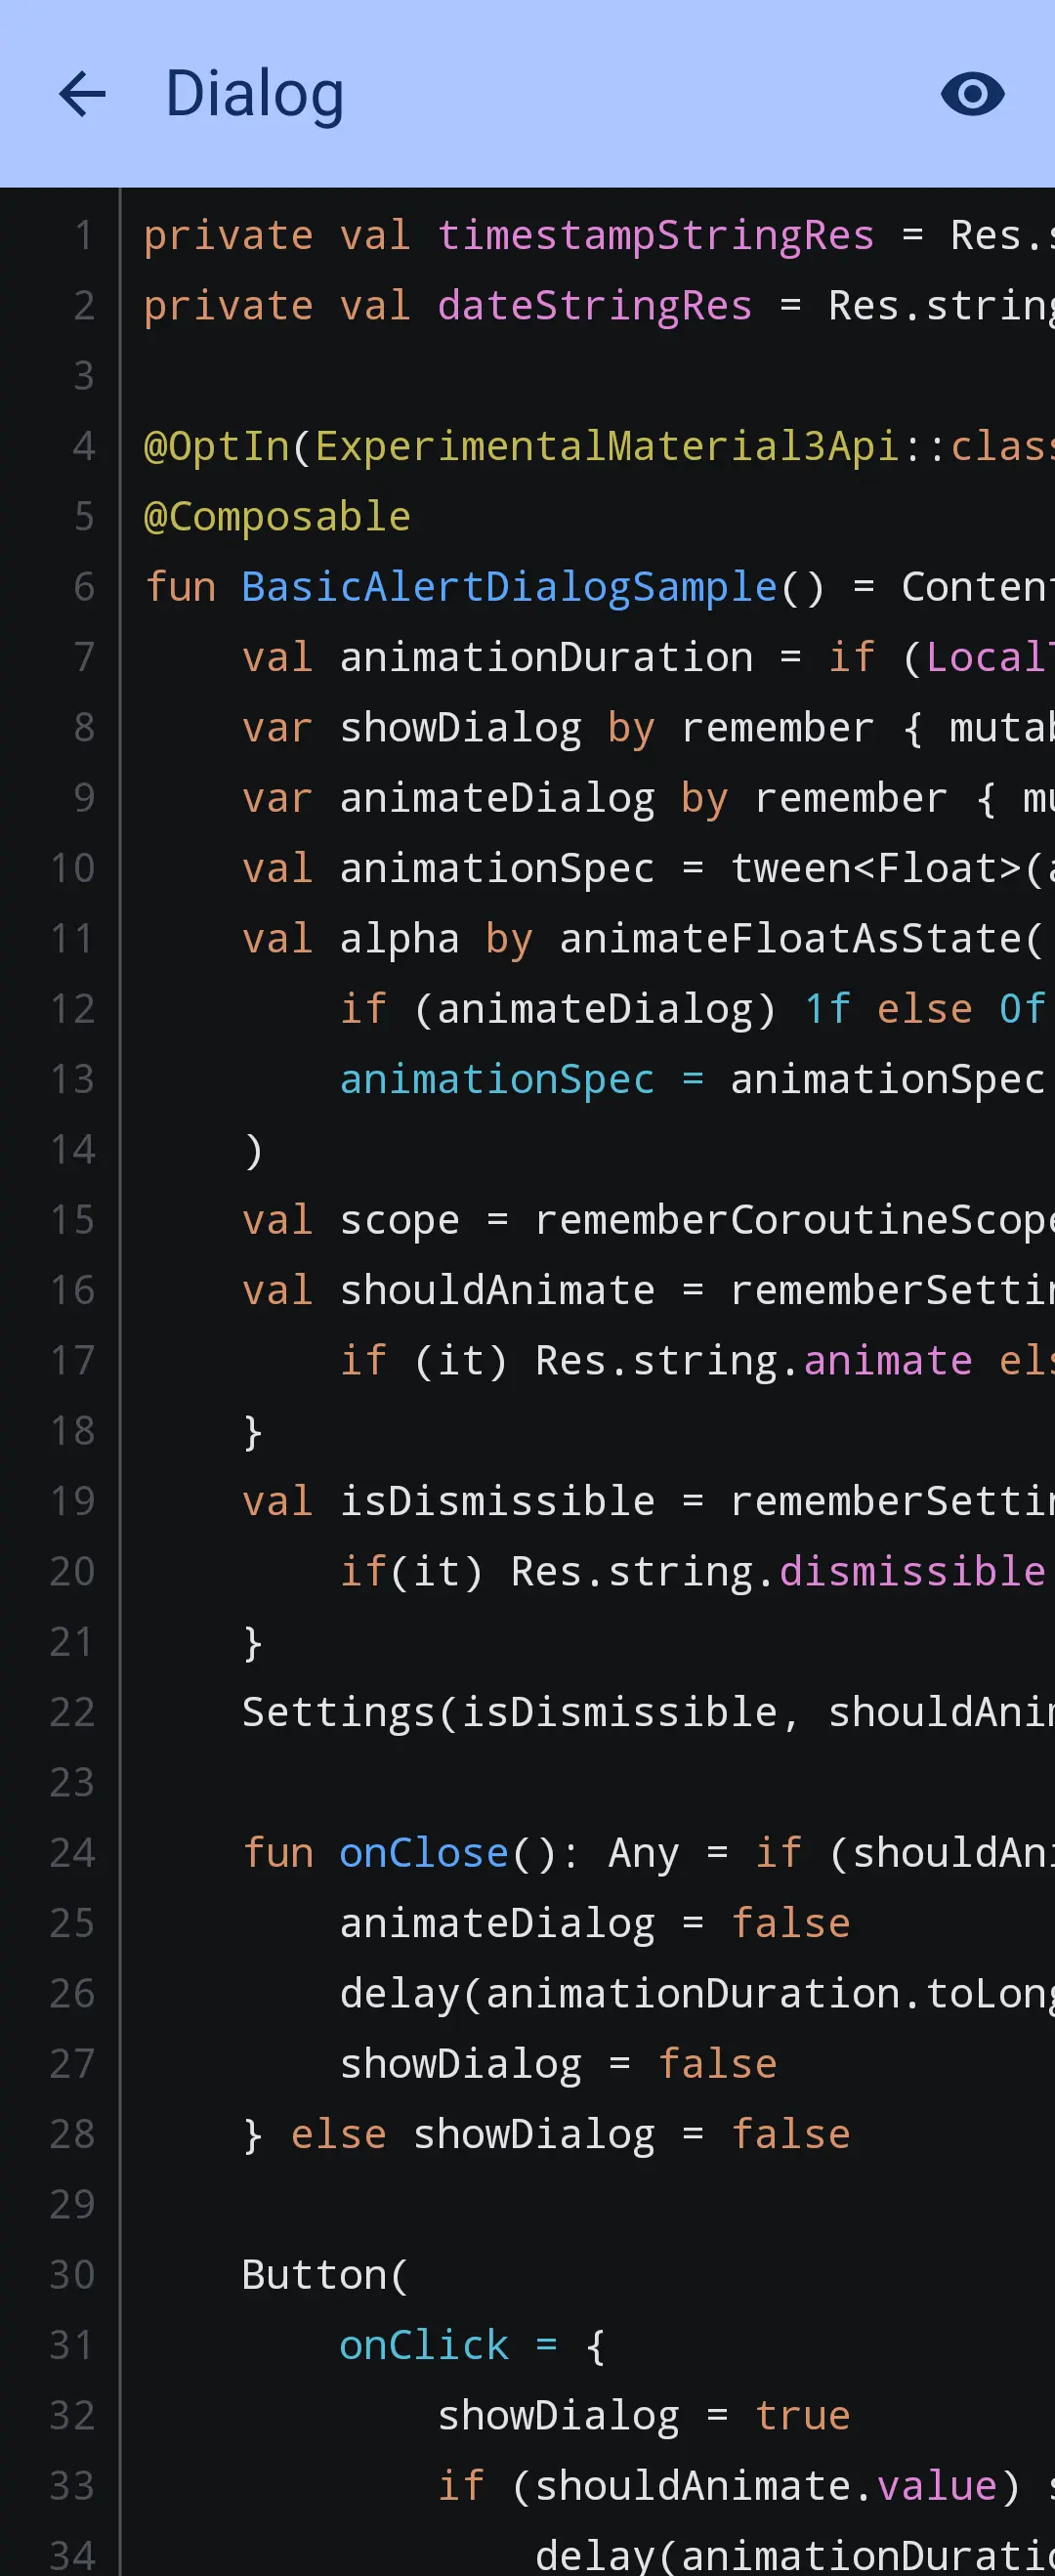 Dialog
1 private val timestampStringRes = Res.s
2 private val dateStringRes = Res.string
3
4 @OptIn(ExperimentalMaterial3Api::class
5 @Composable
6 fun BasicAlertDialogSample() = Content
7     val animationDuration = if (LocalT
8     var showDialog by remember { mutab
9     var animateDialog by remember { mu
10     val animationSpec = tween<Float>(a
11     val alpha by animateFloatAsState(
12         if (animateDialog) 1f else 0f
13         animationSpec = animationSpec
14     )
15     val scope = rememberCoroutineScope
16     val shouldAnimate = rememberSettin
17         if (it) Res.string.animate els
18     }
19     val isDismissible = rememberSettin
20         if(it) Res.string.dismissible
21     }
22     Settings(isDismissible, shouldAnim
23
24     fun onClose(): Any = if (shouldAni
25         animateDialog = false
26         delay(animationDuration.toLong
27         showDialog = false
28     } else showDialog = false
29
30     Button(
31         onClick = {
32             showDialog = true
33             if (shouldAnimate.value) s
34                 delay(animationDuratio